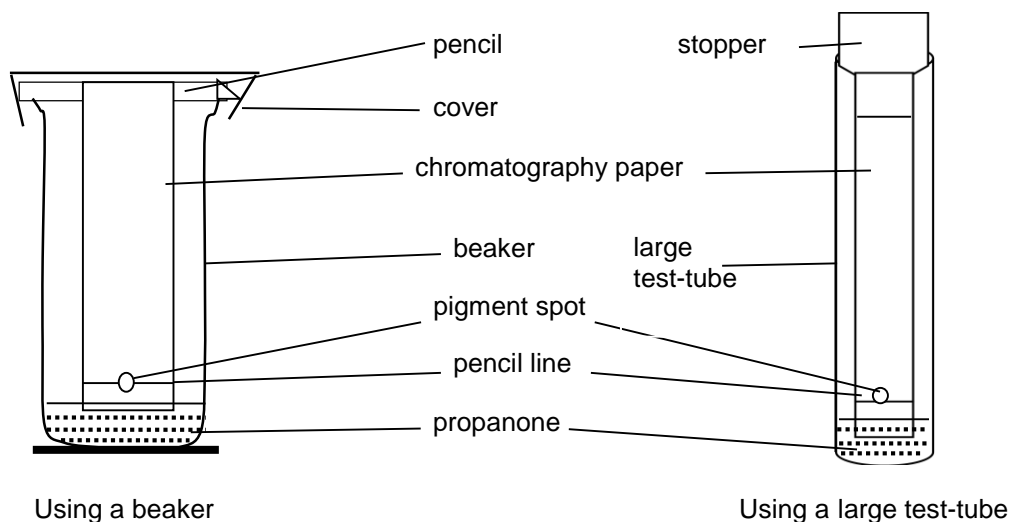 pencil
stopper
cover
chromatography paper
beaker
large
test-tube
pigment spot
pencil line
propanone
Using a beaker
Using a large test-tube